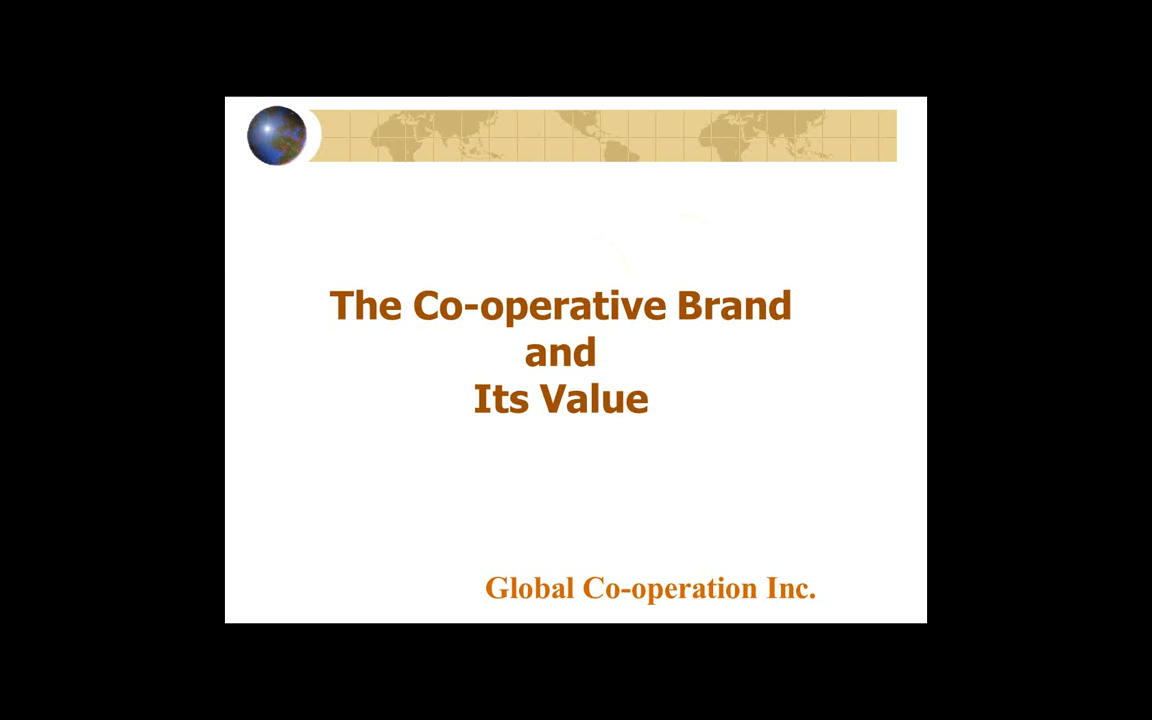 The Co-operative Brand
and
Its Value
Global Co-operation Inc.